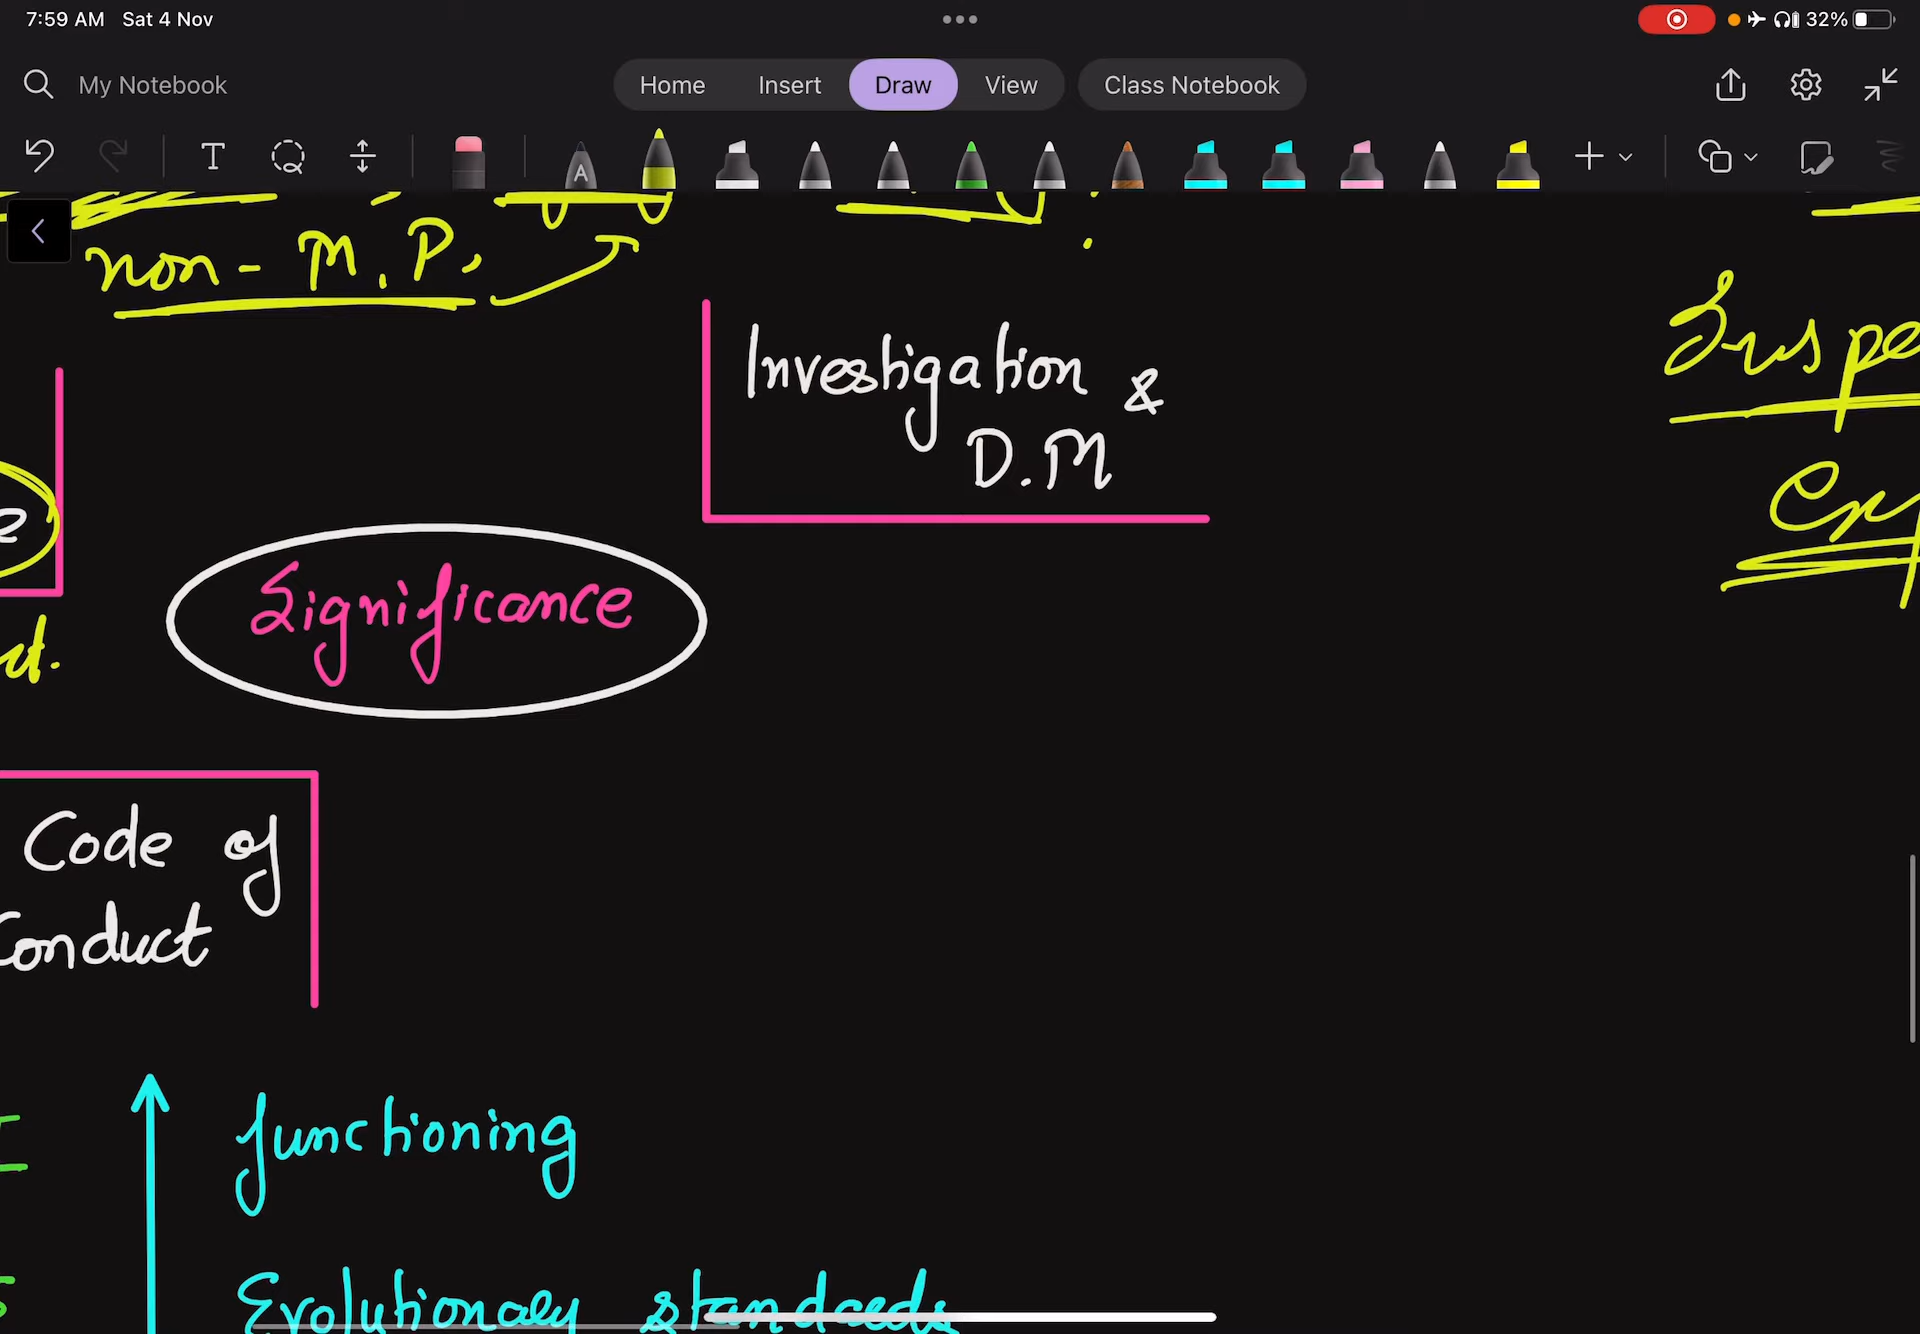 7:59 AM Sat 4 Nov
32%
My Notebook
Home Insert Draw View Class Notebook
T
A
non - M.P.
Investigation &
D.M
Significance
Code of
Conduct
functioning
Evolutionary standards